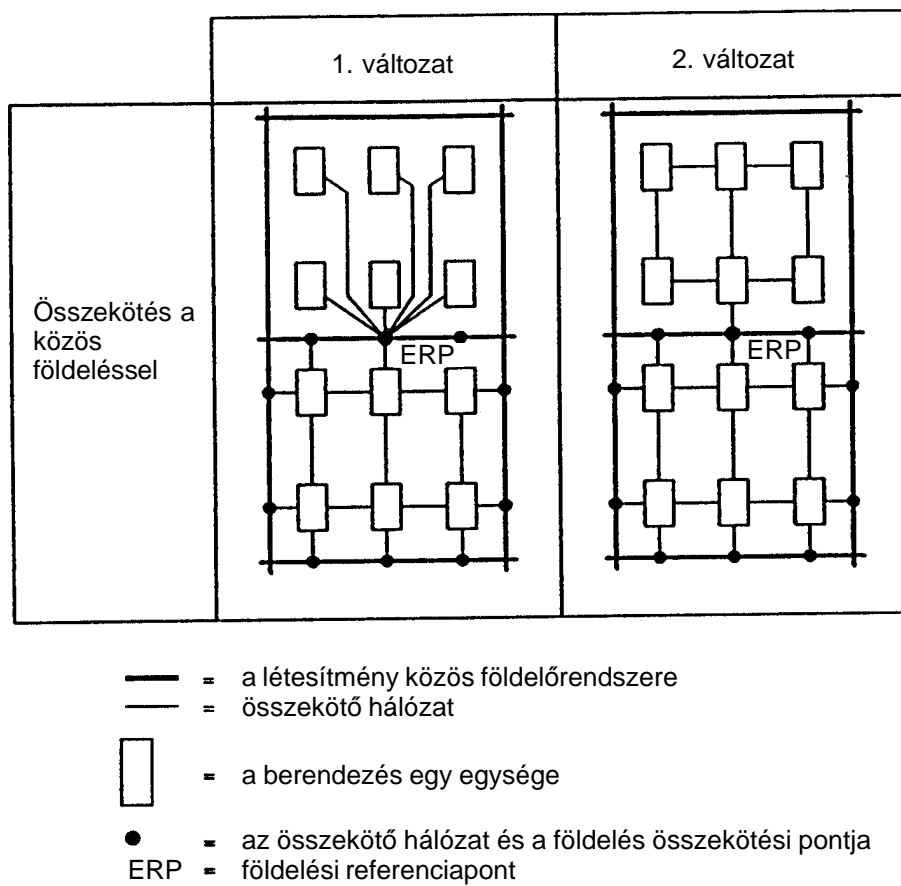 1. változat
2. változat
Összekötés a
közös
földeléssel
ERP
ERP
= a létesítmény közös földelőrendszere
= összekötő hálózat
= a berendezés egy egysége
= az összekötő hálózat és a földelés összekötési pontja
ERP = földelési referenciapont